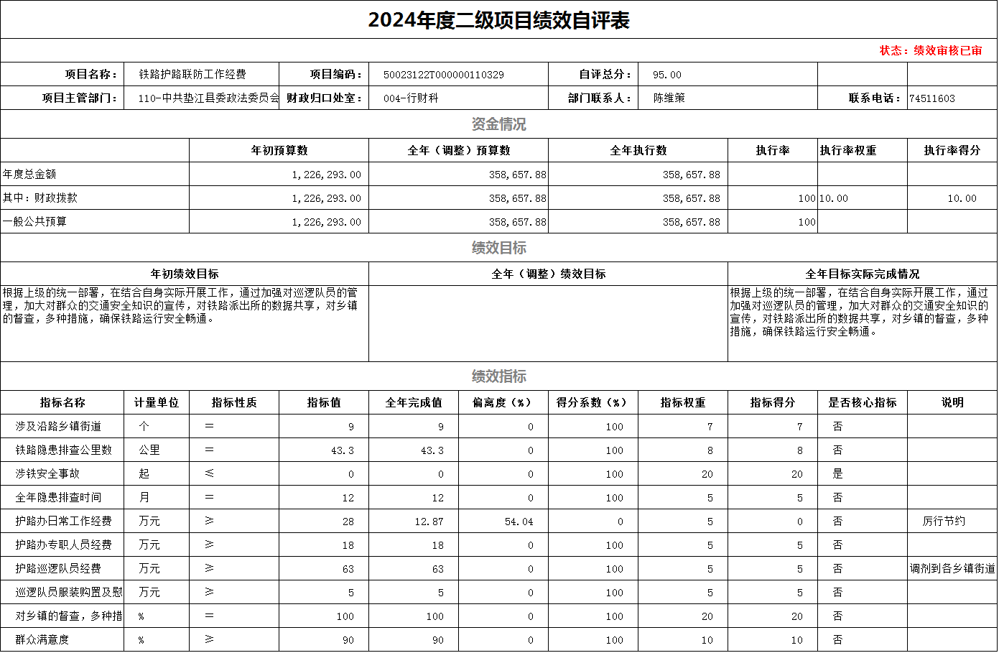 2024年度二级项目绩效自评表
状态：绩效审核已审
项目名称： 铁路护路联防工作经费 项目编码： 50023122T000000110329 自评总分： 95.00
项目主管部门： 110-中共垫江县委政法委员会 财政归口处室： 004-行财科 部门联系人： 陈维策 联系电话： 74511603
资金情况
年初预算数 全年（调整）预算数 全年执行数 执行率 执行率权重 执行率得分
年度总金额 1,226,293.00 358,657.88 358,657.88
其中：财政拨款 1,226,293.00 358,657.88 358,657.88 100 10.00 10.00
一般公共预算 1,226,293.00 358,657.88 358,657.88 100
绩效目标
年初绩效目标 全年（调整）绩效目标 全年目标实际完成情况
根据上级的统一部署，在结合自身实际开展工作，通过加强对巡逻队员的管
理，加大对群众的交通安全知识的宣传，对铁路派出所的数据共享，对乡镇
的督查，多种措施，确保铁路运行安全畅通。
根据上级的统一部署，在结合自身实际开展工作，通过
加强对巡逻队员的管理，加大对群众的交通安全知识的
宣传，对铁路派出所的数据共享，对乡镇的督查，多种
措施，确保铁路运行安全畅通。
绩效指标
指标名称 计量单位 指标性质 指标值 全年完成值 偏离度（%） 得分系数（%） 指标权重 指标得分 是否核心指标 说明
涉及沿路乡镇街道 个 ＝ 9 9 0 100 7 7 否
铁路隐患排查公里数 公里 ＝ 43.3 43.3 0 100 8 8 否
涉铁安全事故 起 ≤ 0 0 0 100 20 20 是
全年隐患排查时间 月 ＝ 12 12 0 100 5 5 否
护路办日常工作经费 万元 ≥ 28 12.87 54.04 0 5 0 否 厉行节约
护路办专职人员经费 万元 ≥ 18 18 0 100 5 5 否
护路巡逻队员经费 万元 ≥ 63 63 0 100 5 5 否 调剂到各乡镇街道
巡逻队员服装购置及慰 万元 ≥ 5 5 0 100 5 5 否
对乡镇的督查，多种措 % ＝ 100 100 0 100 20 20 否
群众满意度 % ≥ 90 90 0 100 10 10 否